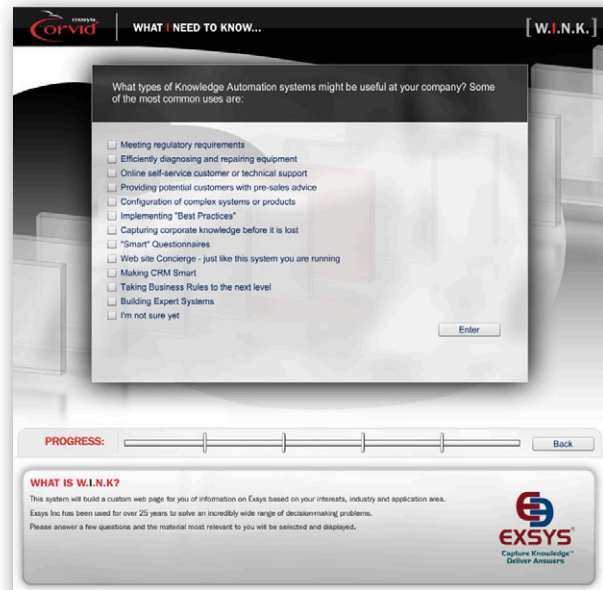 EXSYS
Corvid
WHAT I NEED TO KNOW...
[W.I.N.K.]
What types of Knowledge Automation systems might be useful at your company? Some
of the most common uses are:
Meeting regulatory requirements
Efficiently diagnosing and repairing equipment
Online self-service customer or technical support
Providing potential customers with pre-sales advice
Configuration of complex systems or products
Implementing "Best Practices"
Capturing corporate knowledge before it is lost
"Smart" Questionnaires
Web site Concierge - just like this system you are running
Making CRM Smart
Taking Business Rules to the next level
Building Expert Systems
I'm not sure yet
Enter
PROGRESS:
Back
WHAT IS W.I.N.K?
This system will build a custom web page for you of information on Exsys based on your interests, industry and application area.
Exsys Inc has been used for over 25 years to solve an incredibly wide range of decision-making problems.
Please answer a few questions and the material most relevant to you will be selected and displayed.
EXSYS®
Capture Knowledge™
Deliver Answers